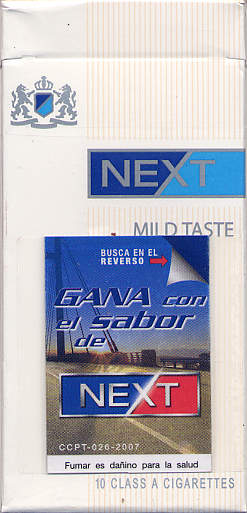 NEXT
MILD TASTE
BUSCA EN EL
REVERSO
GANA con
el sabor
de
NEXT
CCPT-026-2007
Fumar es dañino para la salud
10 CLASS A CIGARETTES